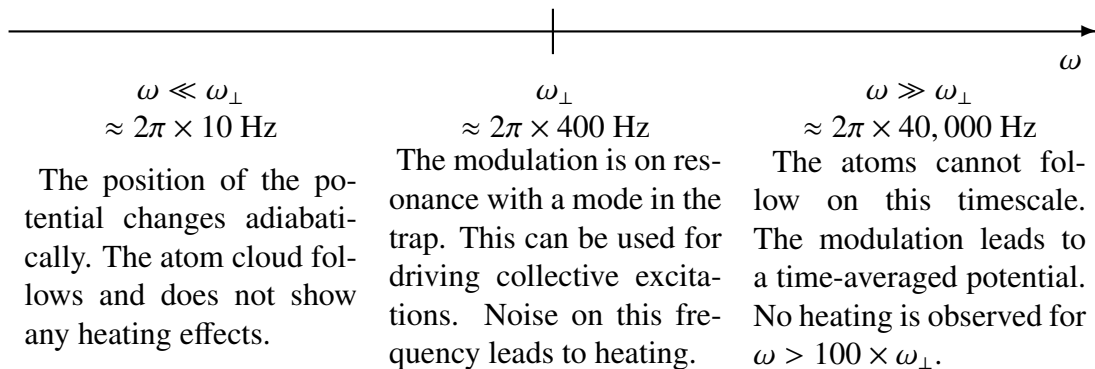 ω
ω ≪ ω⊥
≈ 2π × 10 Hz
The position of the po-
tential changes adiabati-
cally. The atom cloud fol-
lows and does not show
any heating effects.
ω⊥
≈ 2π × 400 Hz
The modulation is on res-
onance with a mode in the
trap. This can be used for
driving collective excita-
tions. Noise on this fre-
quency leads to heating.
ω ≫ ω⊥
≈ 2π × 40, 000 Hz
The atoms cannot fol-
low on this timescale.
The modulation leads to
a time-averaged potential.
No heating is observed for
ω > 100 × ω⊥.